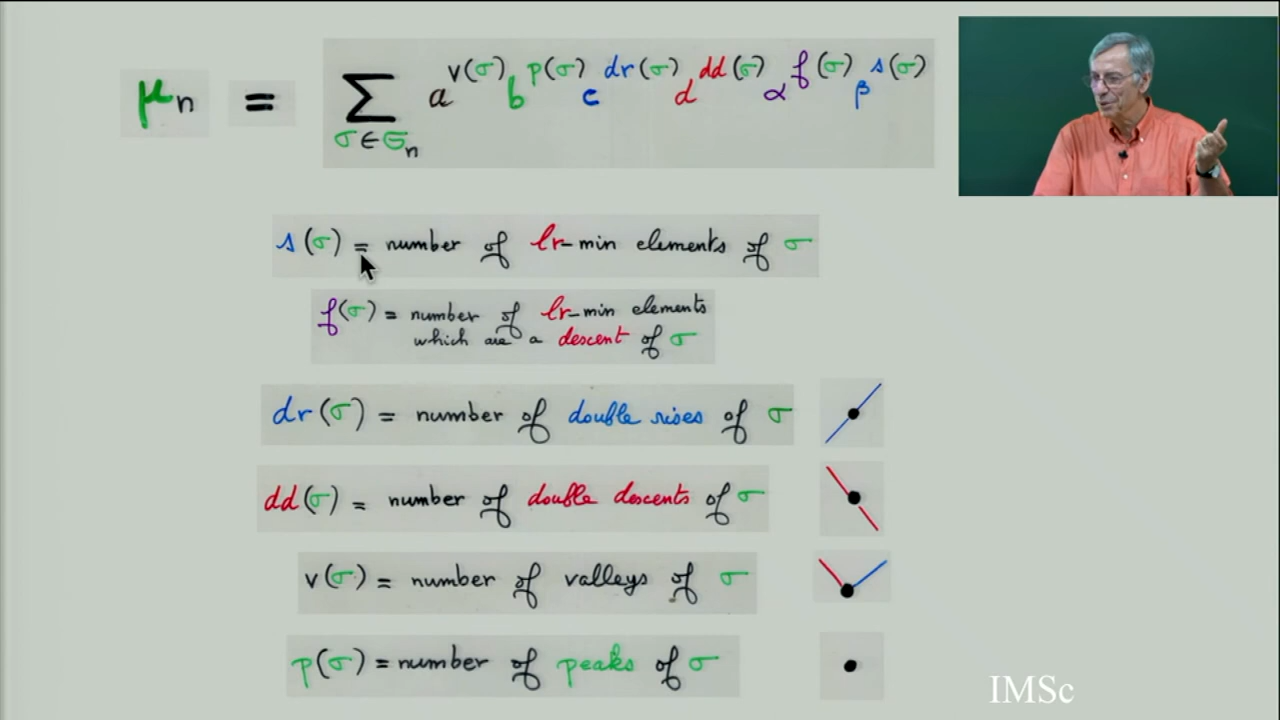 μn = Σ a^v(σ) b^p(σ) c^dr(σ) d^dd(σ) α^f(σ) β^s(σ)
σ∈𝔖n
s(σ) = number of lr-min elements of σ
f(σ) = number of lr-min elements
which are a descent of σ
dr(σ) = number of double rises of σ
dd(σ) = number of double descents of σ
v(σ) = number of valleys of σ
p(σ) = number of peaks of σ
IMSc